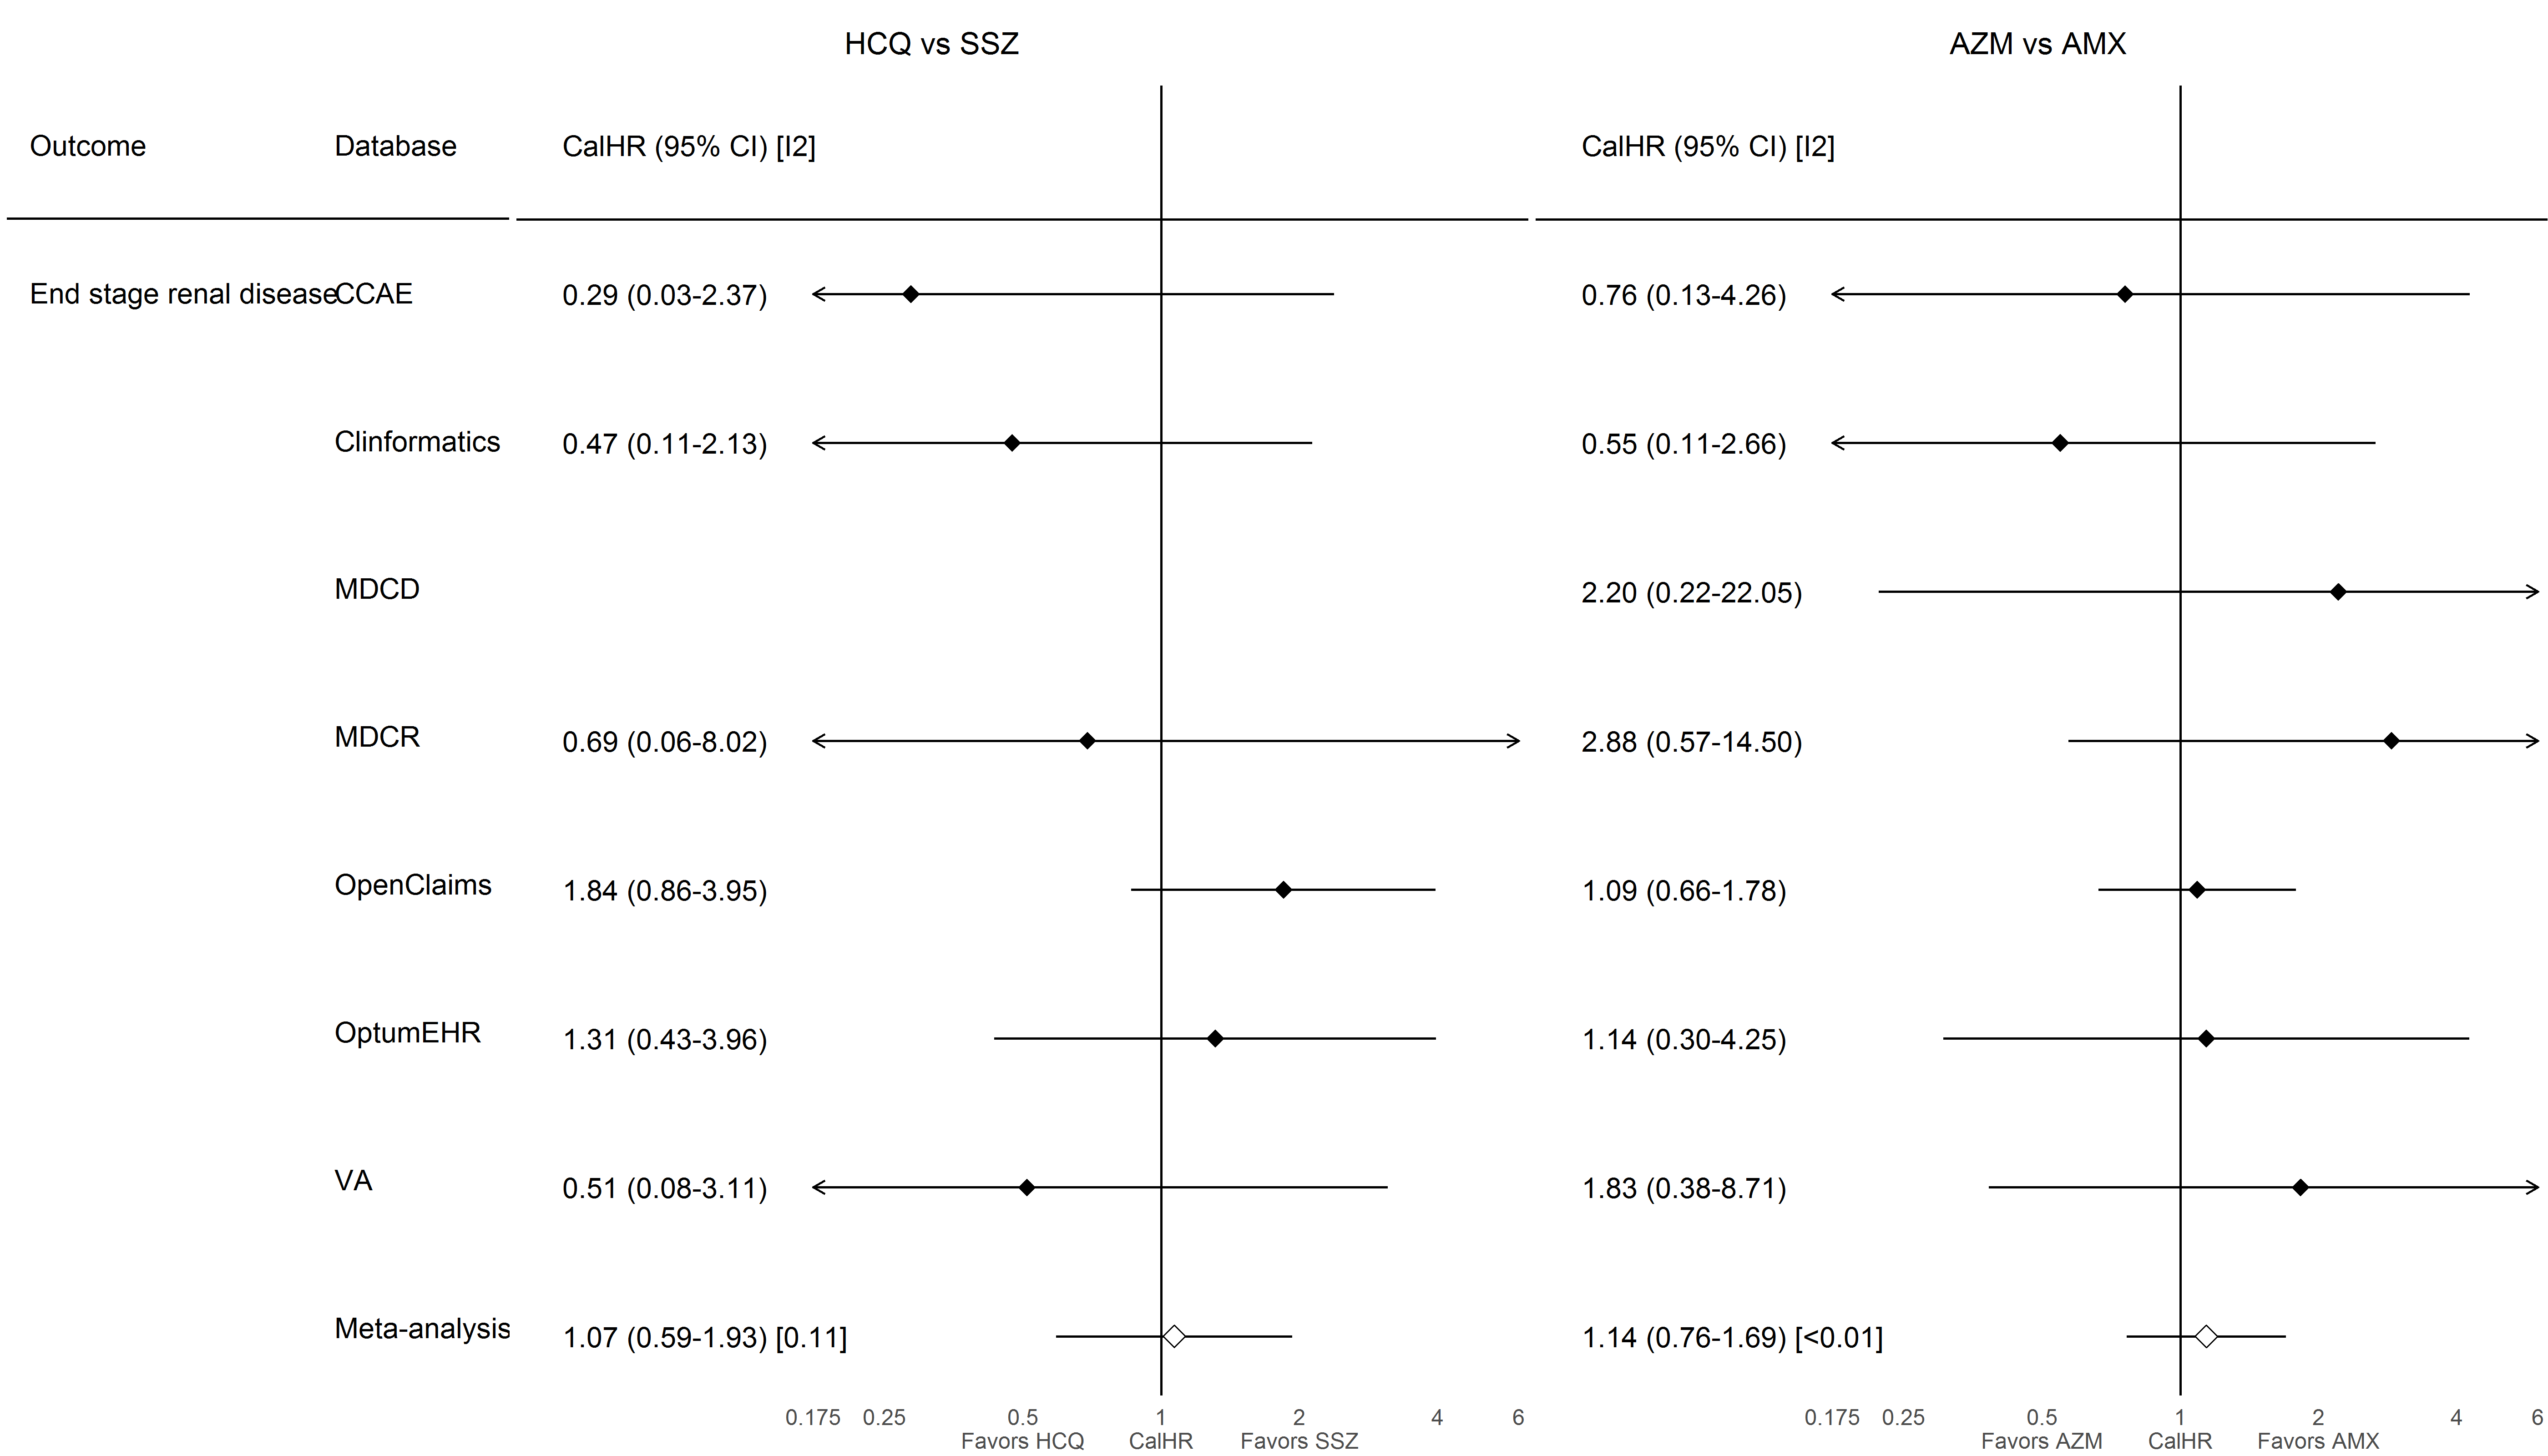 HCQ vs SSZ AZM vs AMX
Outcome Database CalHR (95% CI) [I2] CalHR (95% CI) [I2]
End stage renal disease CCAE 0.29 (0.03-2.37) 0.76 (0.13-4.26)
Clinformatics 0.47 (0.11-2.13) 0.55 (0.11-2.66)
MDCD 2.20 (0.22-22.05)
MDCR 0.69 (0.06-8.02) 2.88 (0.57-14.50)
OpenClaims 1.84 (0.86-3.95) 1.09 (0.66-1.78)
OptumEHR 1.31 (0.43-3.96) 1.14 (0.30-4.25)
VA 0.51 (0.08-3.11) 1.83 (0.38-8.71)
Meta-analysis 1.07 (0.59-1.93) [0.11] 1.14 (0.76-1.69) [<0.01]
0.175 0.25 0.5 1 2 4 6 0.175 0.25 0.5 1 2 4 6
Favors HCQ CalHR Favors SSZ Favors AZM CalHR Favors AMX